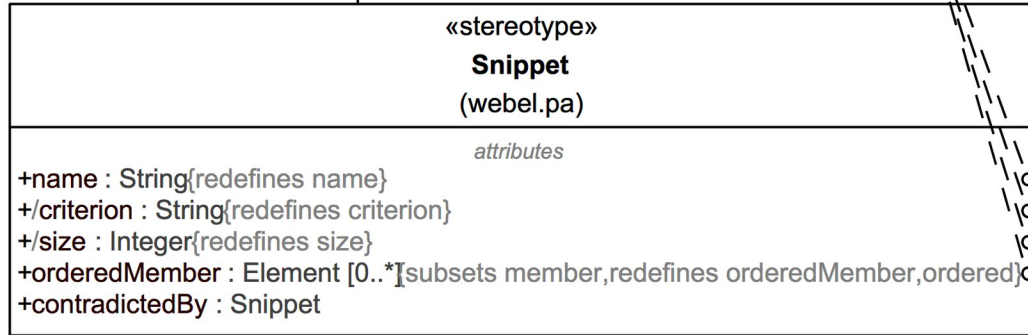 «stereotype»
Snippet
(webel.pa)
attributes
+name : String{redefines name}
+/criterion : String{redefines criterion}
+/size : Integer{redefines size}
+orderedMember : Element [0..*]{subsets member,redefines orderedMember,ordered}
+contradictedBy : Snippet